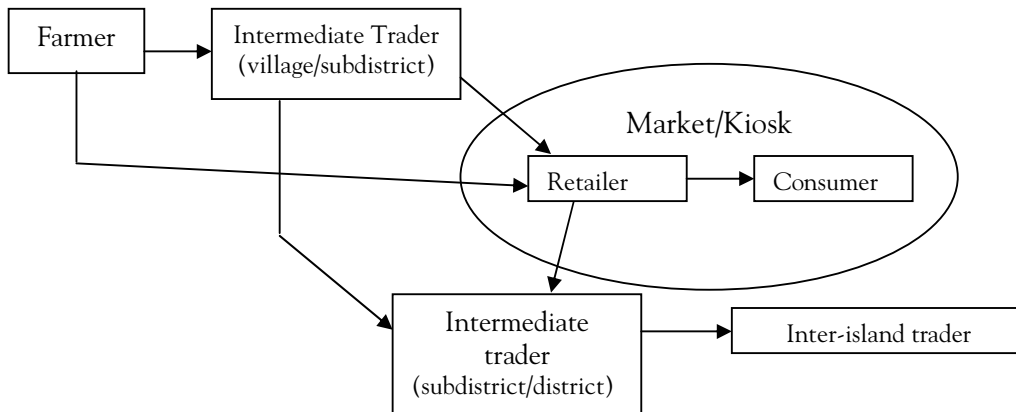 Farmer
Intermediate Trader
(village/subdistrict)
Market/Kiosk
Retailer
Consumer
Intermediate
trader
(subdistrict/district)
Inter-island trader